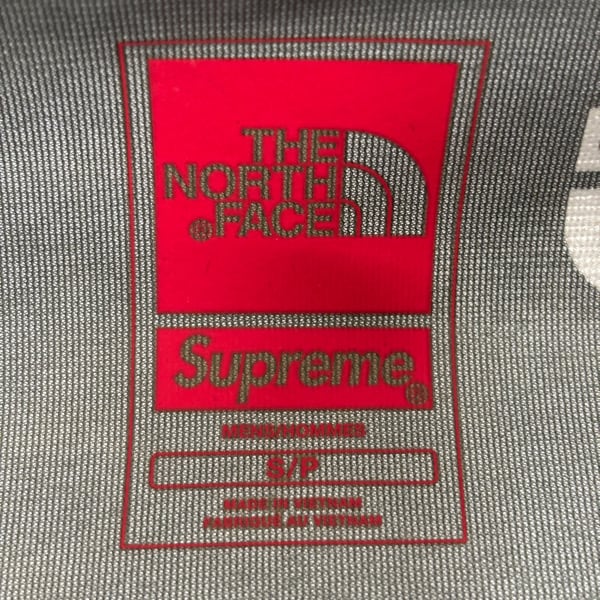 THE
NORTH
®FACE
Supreme®
MENS/HOMMES
S/P
MADE IN VIETNAM
FABRIQUÉ AU VIETNAM